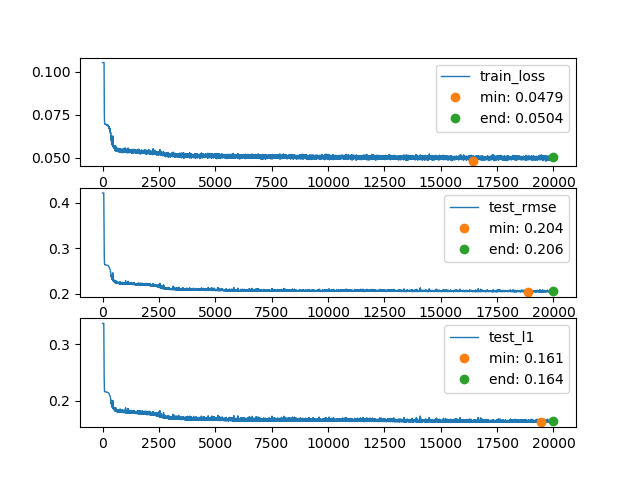 0.100
0.075
0.050
train_loss
min: 0.0479
end: 0.0504
0 2500 5000 7500 10000 12500 15000 17500 20000
0.4
0.3
0.2
test_rmse
min: 0.204
end: 0.206
0 2500 5000 7500 10000 12500 15000 17500 20000
0.3
0.2
test_l1
min: 0.161
end: 0.164
0 2500 5000 7500 10000 12500 15000 17500 20000